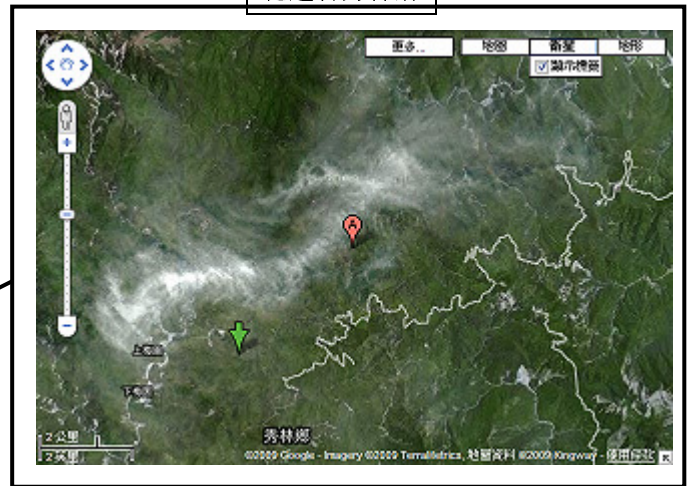 更多... 地圖 衛星 地形
顯示標籤
A
秀林鄉
2 公里
2 英里
©2009 Google - Imagery ©2009 TerraMetrics, 地圖資料 ©2009 Kingway - 使用條款